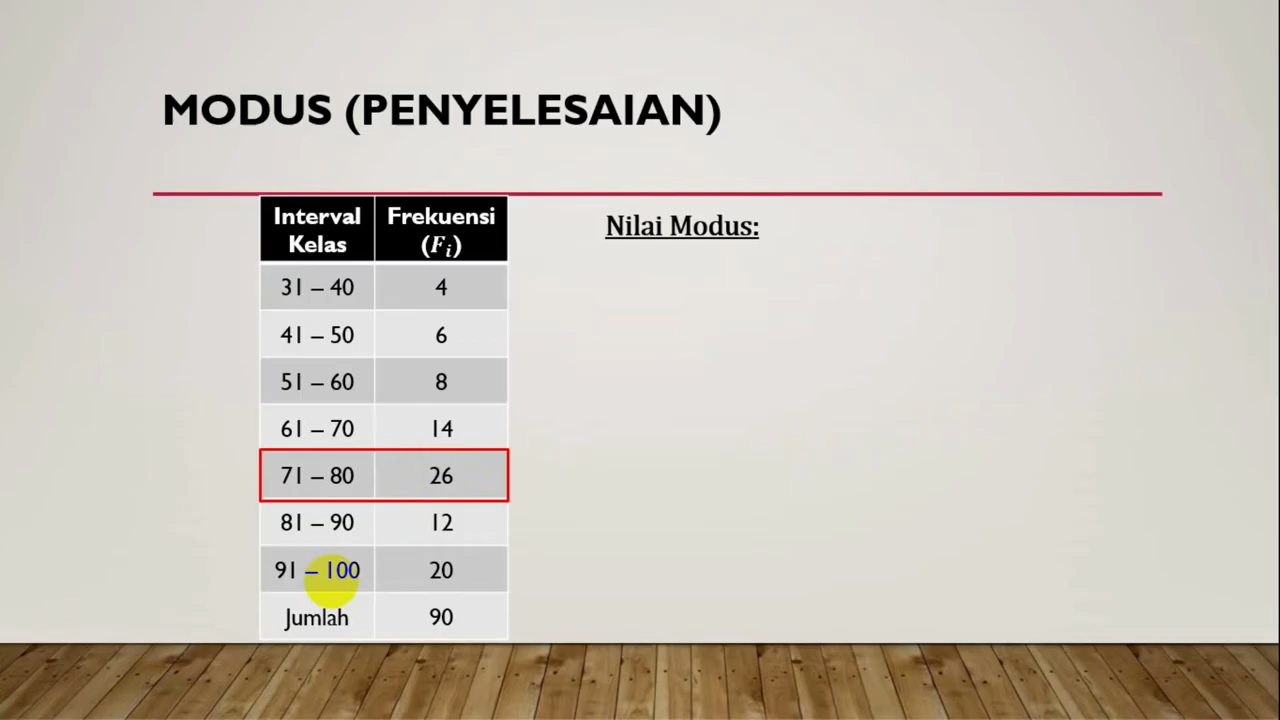 MODUS (PENYELESAIAN)
Interval Kelas Frekuensi (Fᵢ)
31 – 40 4
41 – 50 6
51 – 60 8
61 – 70 14
71 – 80 26
81 – 90 12
91 – 100 20
Jumlah 90
Nilai Modus: